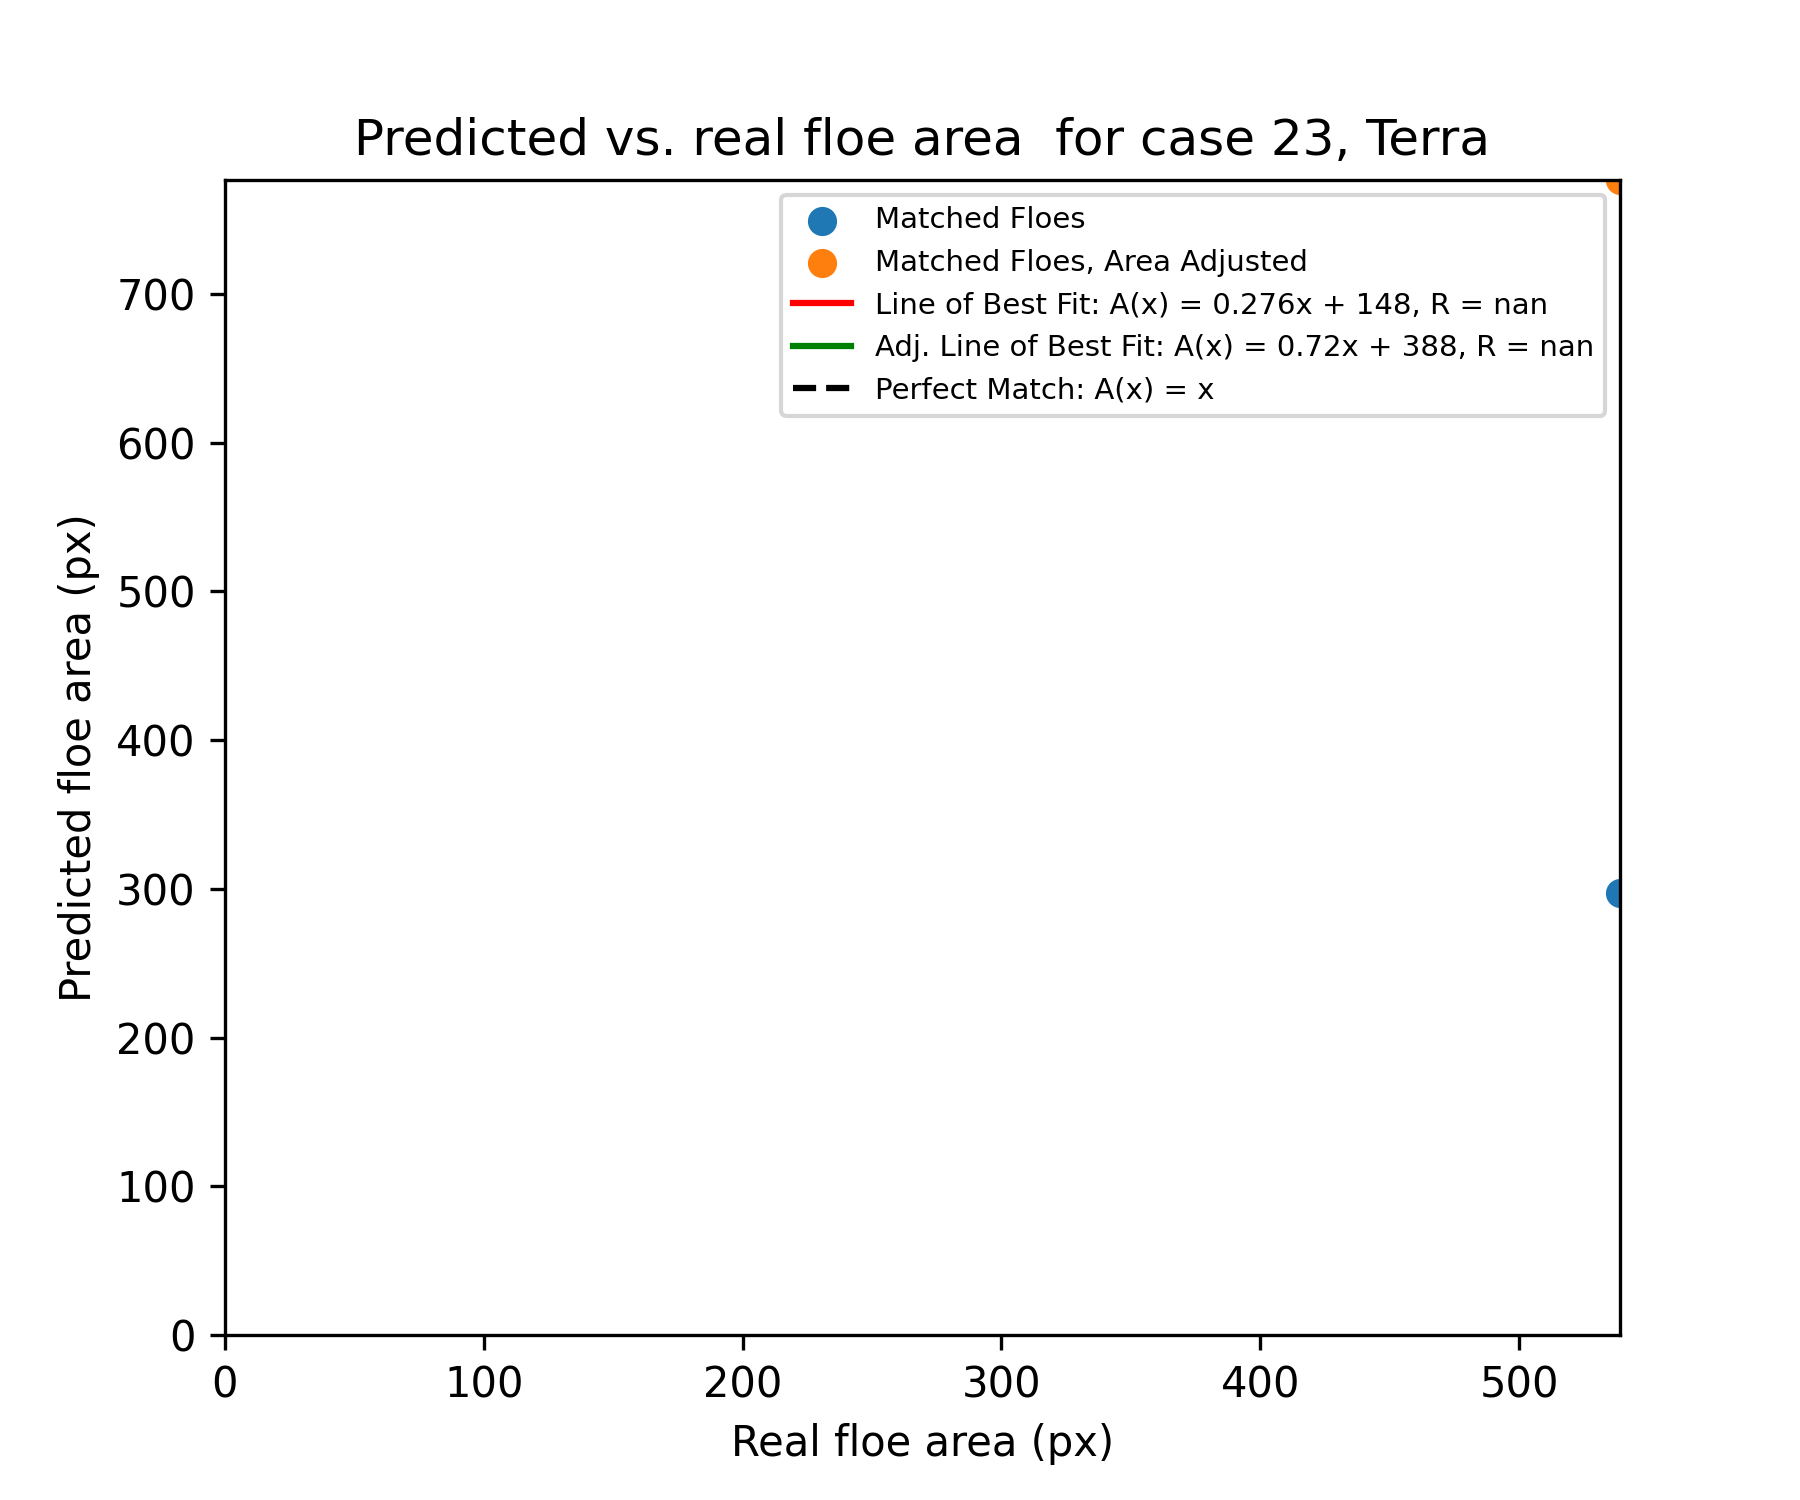 Predicted vs. real floe area  for case 23, Terra
Matched Floes
Matched Floes, Area Adjusted
Line of Best Fit: A(x) = 0.276x + 148, R = nan
Adj. Line of Best Fit: A(x) = 0.72x + 388, R = nan
Perfect Match: A(x) = x
Predicted floe area (px)
700
600
500
400
300
200
100
0
0 100 200 300 400 500
Real floe area (px)